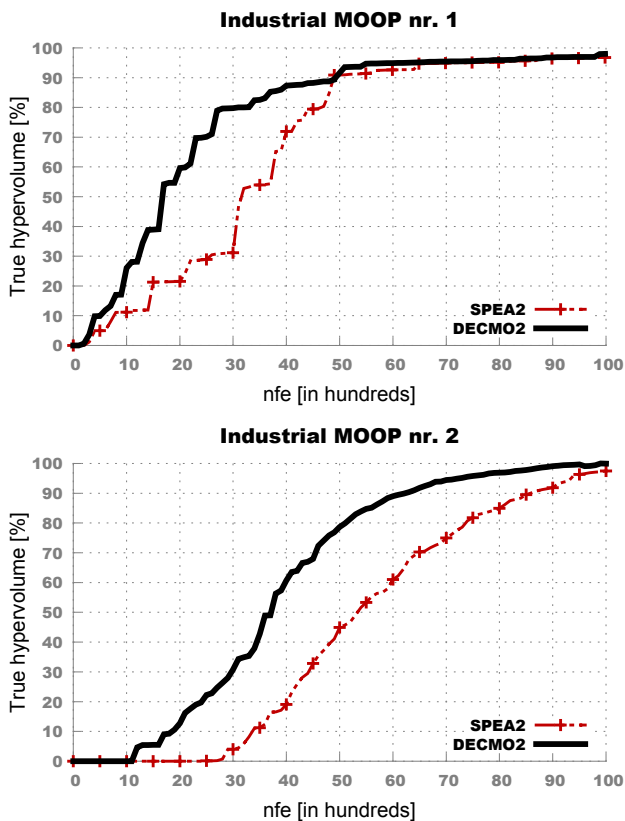 Industrial MOOP nr. 1
True hypervolume [%]
100
90
80
70
60
50
40
30
20
10
0
SPEA2
DECMO2
0 10 20 30 40 50 60 70 80 90 100
nfe [in hundreds]
Industrial MOOP nr. 2
True hypervolume [%]
100
90
80
70
60
50
40
30
20
10
0
SPEA2
DECMO2
0 10 20 30 40 50 60 70 80 90 100
nfe [in hundreds]